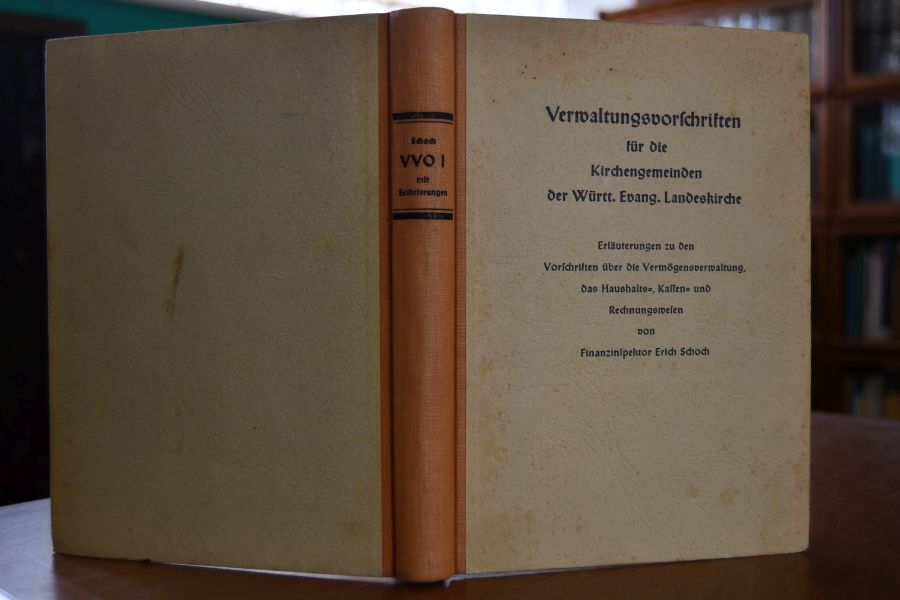 Schoch
VVO I
mit
Erläuterungen
Verwaltungsvorſchriften
für die
Kirchengemeinden
der Württ. Evang. Landeskirche
Erläuterungen zu den
Vorſchriften über die Vermögensverwaltung,
das Haushalts=, Kaſſen= und
Rechnungsweſen
von
Finanzinſpektor Erich Schoch